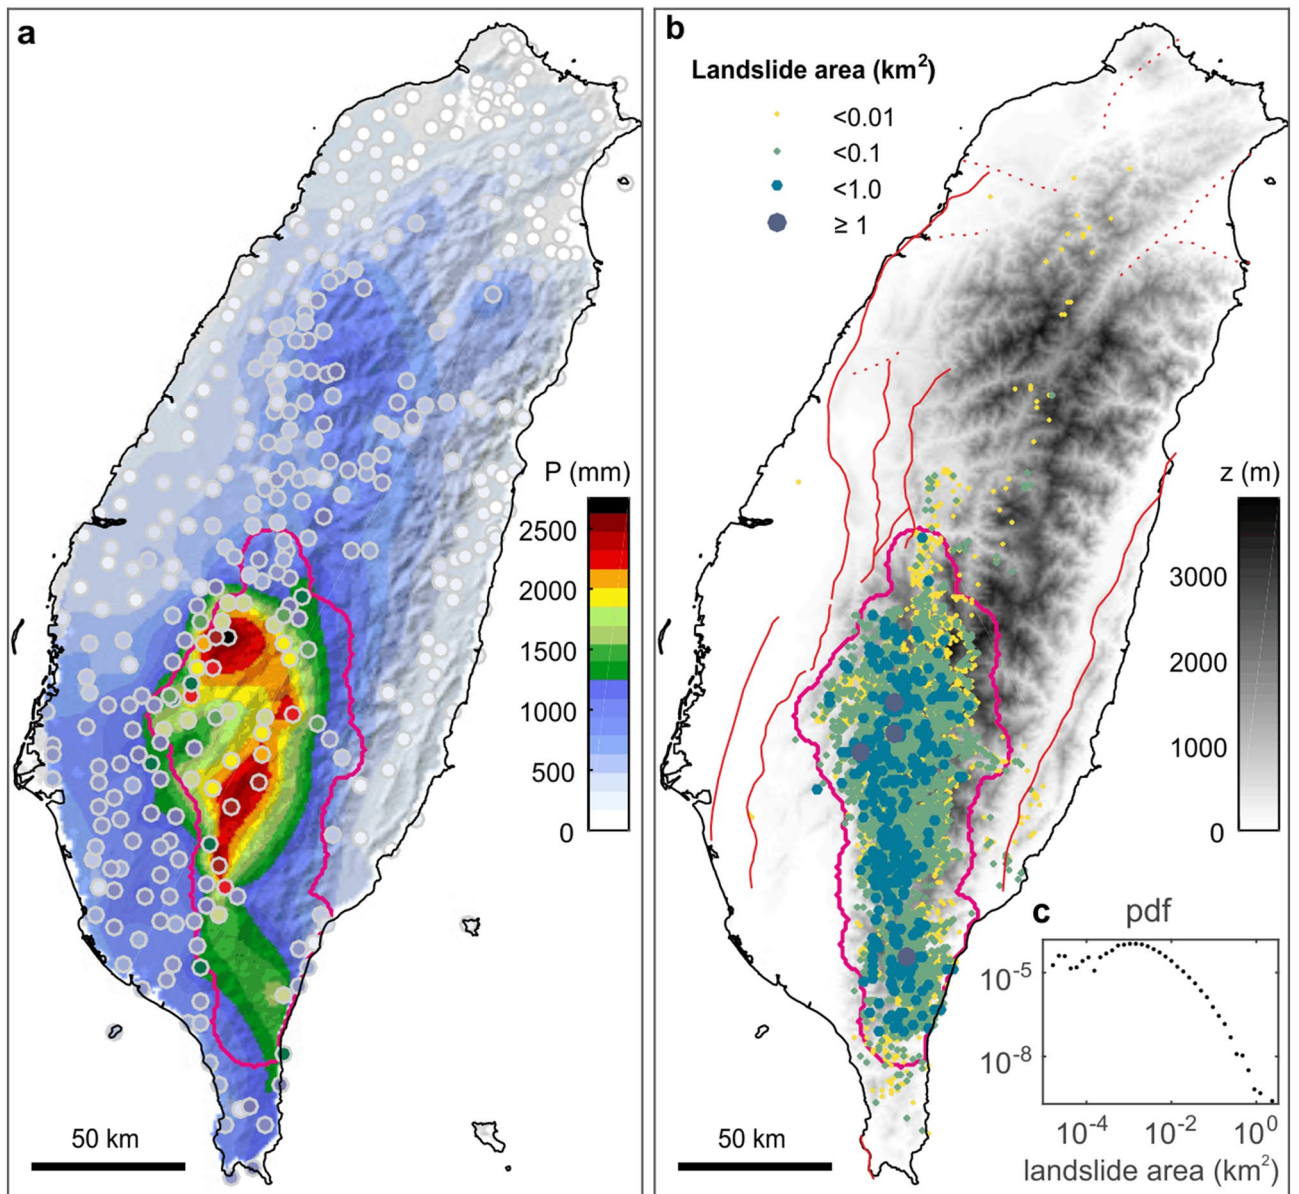 a
P (mm)
2500
2000
1500
1000
500
0
50 km
b
Landslide area (km²)
<0.01
<0.1
<1.0
≥ 1
z (m)
3000
2000
1000
0
50 km
c
pdf
10⁻⁵
10⁻⁸
10⁻⁴ 10⁻² 10⁰
landslide area (km²)